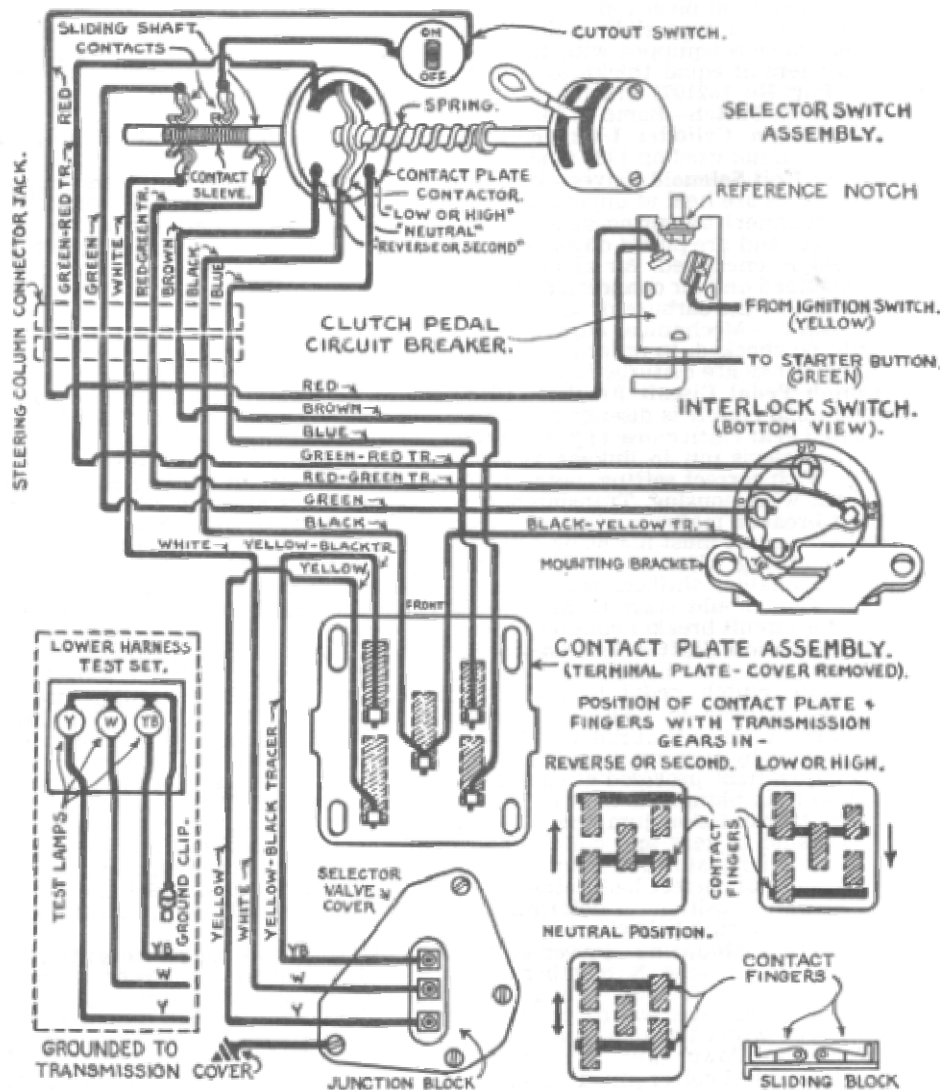 SLIDING SHAFT
CONTACTS
ON
OFF
CUTOUT SWITCH.
SPRING.
SELECTOR SWITCH
ASSEMBLY.
CONTACT
SLEEVE.
CONTACT PLATE
CONTACTOR.
"LOW OR HIGH"
"NEUTRAL"
"REVERSE OR SECOND"
REFERENCE NOTCH
STEERING COLUMN CONNECTOR JACK.
RED
GREEN-RED TR.
GREEN
WHITE
RED-GREEN TR.
BROWN
BLACK
BLUE
CLUTCH PEDAL
CIRCUIT BREAKER.
FROM IGNITION SWITCH.
(YELLOW)
TO STARTER BUTTON.
(GREEN)
RED
BROWN
BLUE
GREEN-RED TR.
RED-GREEN TR.
GREEN
BLACK
WHITE
YELLOW-BLACK TR.
YELLOW
INTERLOCK SWITCH.
(BOTTOM VIEW).
BLACK-YELLOW TR.
MOUNTING BRACKET
FRONT
CONTACT PLATE ASSEMBLY.
(TERMINAL PLATE-COVER REMOVED).
POSITION OF CONTACT PLATE &
FINGERS WITH TRANSMISSION
GEARS IN-
REVERSE OR SECOND.
LOW OR HIGH.
CONTACT
FINGERS
NEUTRAL POSITION.
CONTACT
FINGERS
SLIDING BLOCK
LOWER HARNESS
TEST SET.
Y
W
YB
TEST LAMPS.
GROUND CLIP.
YB
W
Y
YELLOW
WHITE
YELLOW-BLACK TRACER
SELECTOR
VALVE
COVER
YB
W
Y
GROUNDED TO
TRANSMISSION COVER
JUNCTION BLOCK